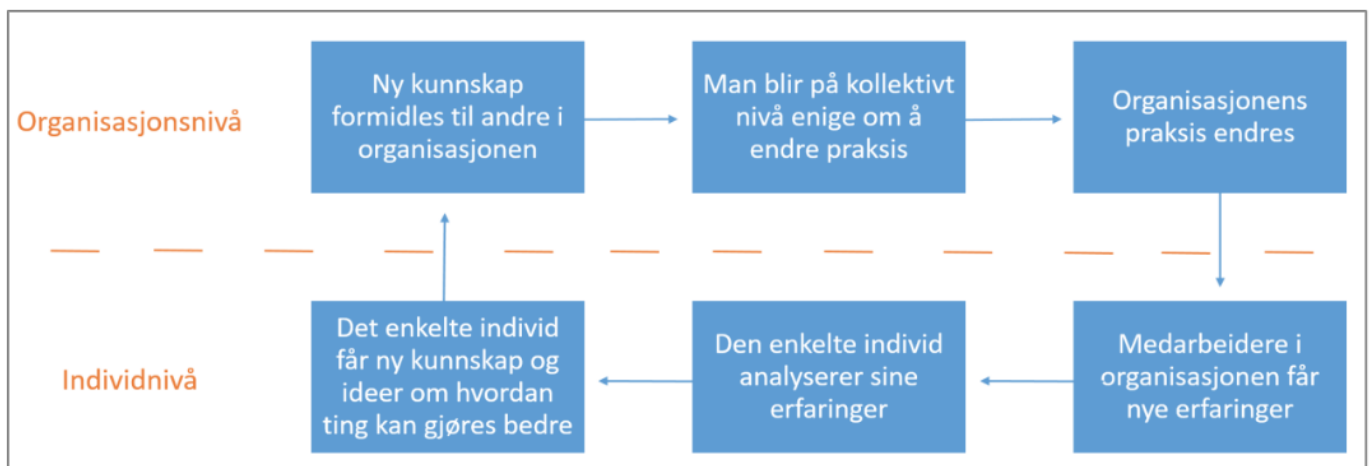 Organisasjonsnivå
Ny kunnskap
formidles til andre i
organisasjonen
Man blir på kollektivt
nivå enige om å
endre praksis
Organisasjonens
praksis endres
Individnivå
Det enkelte individ
får ny kunnskap og
ideer om hvordan
ting kan gjøres bedre
Den enkelte individ
analyserer sine
erfaringer
Medarbeidere i
organisasjonen får
nye erfaringer